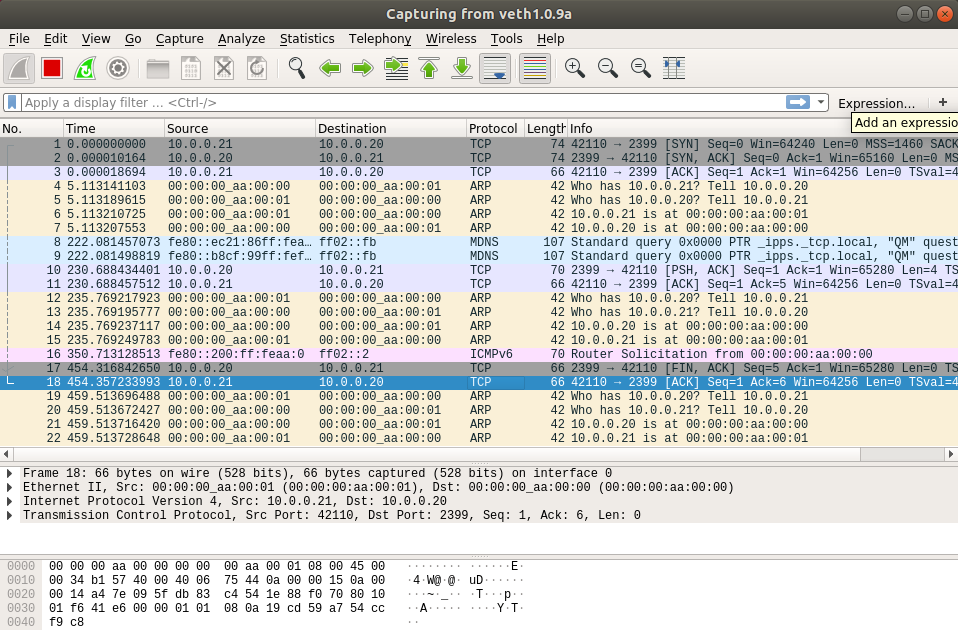 Capturing from veth1.0.9a
File Edit View Go Capture Analyze Statistics Telephony Wireless Tools Help
Apply a display filter ... <Ctrl-/> Expression... +
Add an expressio
No. Time Source Destination Protocol Length Info
1 0.000000000 10.0.0.21 10.0.0.20 TCP 74 42110 → 2399 [SYN] Seq=0 Win=64240 Len=0 MSS=1460 SACK
2 0.000010164 10.0.0.20 10.0.0.21 TCP 74 2399 → 42110 [SYN, ACK] Seq=0 Ack=1 Win=65160 Len=0 MS
3 0.000018694 10.0.0.21 10.0.0.20 TCP 66 42110 → 2399 [ACK] Seq=1 Ack=1 Win=64256 Len=0 TSval=4
4 5.113141103 00:00:00_aa:00:00 00:00:00_aa:00:01 ARP 42 Who has 10.0.0.21? Tell 10.0.0.20
5 5.113189615 00:00:00_aa:00:01 00:00:00_aa:00:00 ARP 42 Who has 10.0.0.20? Tell 10.0.0.21
6 5.113210725 00:00:00_aa:00:01 00:00:00_aa:00:00 ARP 42 10.0.0.21 is at 00:00:00:aa:00:01
7 5.113207553 00:00:00_aa:00:00 00:00:00_aa:00:01 ARP 42 10.0.0.20 is at 00:00:00:aa:00:00
8 222.081457073 fe80::ec21:86ff:fea… ff02::fb MDNS 107 Standard query 0x0000 PTR _ipps._tcp.local, "QM" quest
9 222.081498819 fe80::b8cf:99ff:fef… ff02::fb MDNS 107 Standard query 0x0000 PTR _ipps._tcp.local, "QM" quest
10 230.688434401 10.0.0.20 10.0.0.21 TCP 70 2399 → 42110 [PSH, ACK] Seq=1 Ack=1 Win=65280 Len=4 TS
11 230.688457512 10.0.0.21 10.0.0.20 TCP 66 42110 → 2399 [ACK] Seq=1 Ack=5 Win=64256 Len=0 TSval=4
12 235.769217923 00:00:00_aa:00:01 00:00:00_aa:00:00 ARP 42 Who has 10.0.0.20? Tell 10.0.0.21
13 235.769195777 00:00:00_aa:00:00 00:00:00_aa:00:01 ARP 42 Who has 10.0.0.21? Tell 10.0.0.20
14 235.769237117 00:00:00_aa:00:00 00:00:00_aa:00:01 ARP 42 10.0.0.20 is at 00:00:00:aa:00:00
15 235.769249783 00:00:00_aa:00:01 00:00:00_aa:00:00 ARP 42 10.0.0.21 is at 00:00:00:aa:00:01
16 350.713128513 fe80::200:ff:feaa:0 ff02::2 ICMPv6 70 Router Solicitation from 00:00:00:aa:00:00
17 454.316842650 10.0.0.20 10.0.0.21 TCP 66 2399 → 42110 [FIN, ACK] Seq=5 Ack=1 Win=65280 Len=0 TS
18 454.357233993 10.0.0.21 10.0.0.20 TCP 66 42110 → 2399 [ACK] Seq=1 Ack=6 Win=64256 Len=0 TSval=4
19 459.513696488 00:00:00_aa:00:01 00:00:00_aa:00:00 ARP 42 Who has 10.0.0.20? Tell 10.0.0.21
20 459.513672427 00:00:00_aa:00:00 00:00:00_aa:00:01 ARP 42 Who has 10.0.0.21? Tell 10.0.0.20
21 459.513716420 00:00:00_aa:00:00 00:00:00_aa:00:01 ARP 42 10.0.0.20 is at 00:00:00:aa:00:00
22 459.513728648 00:00:00_aa:00:01 00:00:00_aa:00:00 ARP 42 10.0.0.21 is at 00:00:00:aa:00:01
Frame 18: 66 bytes on wire (528 bits), 66 bytes captured (528 bits) on interface 0
Ethernet II, Src: 00:00:00_aa:00:01 (00:00:00:aa:00:01), Dst: 00:00:00_aa:00:00 (00:00:00:aa:00:00)
Internet Protocol Version 4, Src: 10.0.0.21, Dst: 10.0.0.20
Transmission Control Protocol, Src Port: 42110, Dst Port: 2399, Seq: 1, Ack: 6, Len: 0
0000 00 00 00 aa 00 00 00 00 00 aa 00 01 08 00 45 00 ········ ······E·
0010 00 34 b1 57 40 00 40 06 75 44 0a 00 00 15 0a 00 ·4·W@·@· uD······
0020 00 14 a4 7e 09 5f db 83 c4 54 1e 88 f0 70 80 10 ···~·_·· ·T···p··
0030 01 f6 41 e6 00 00 01 01 08 0a 19 cd 59 a7 54 cc ··A····· ····Y·T·
0040 f9 c8 ··